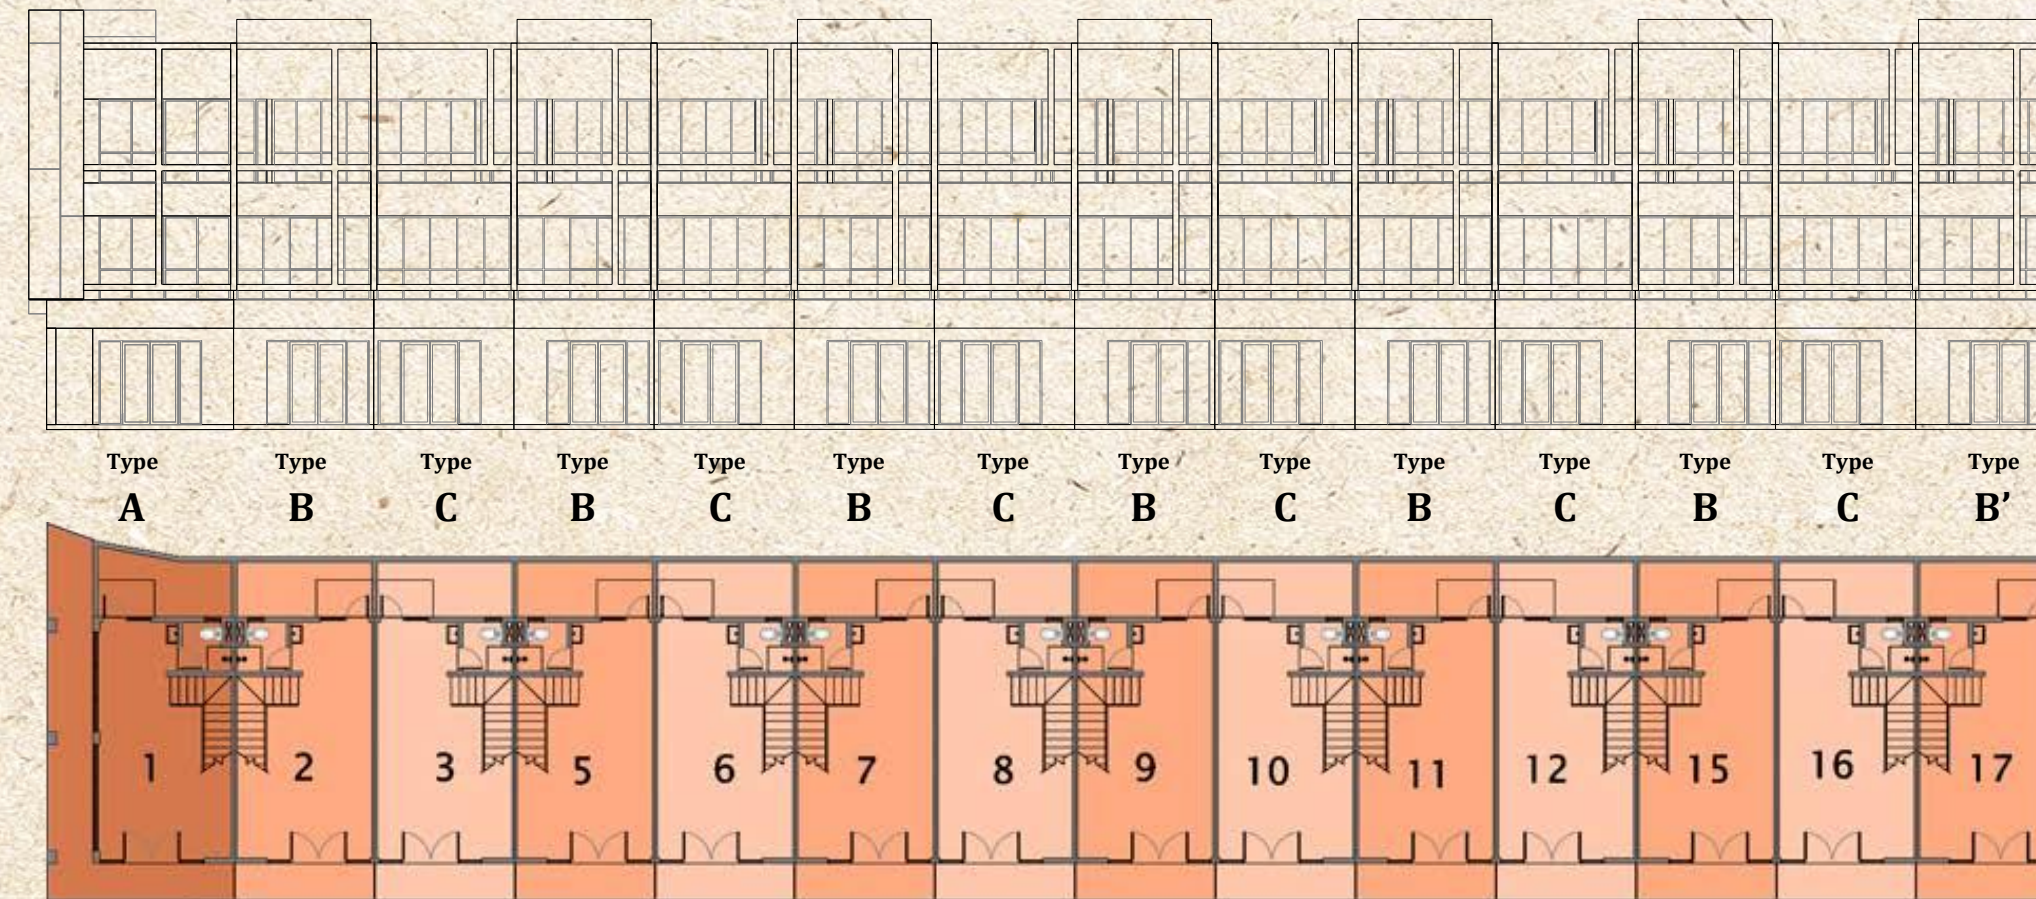 Type Type Type Type Type Type Type Type Type Type Type Type Type Type
A B C B C B C B C B C B C B’
1 2 3 5 6 7 8 9 10 11 12 15 16 17